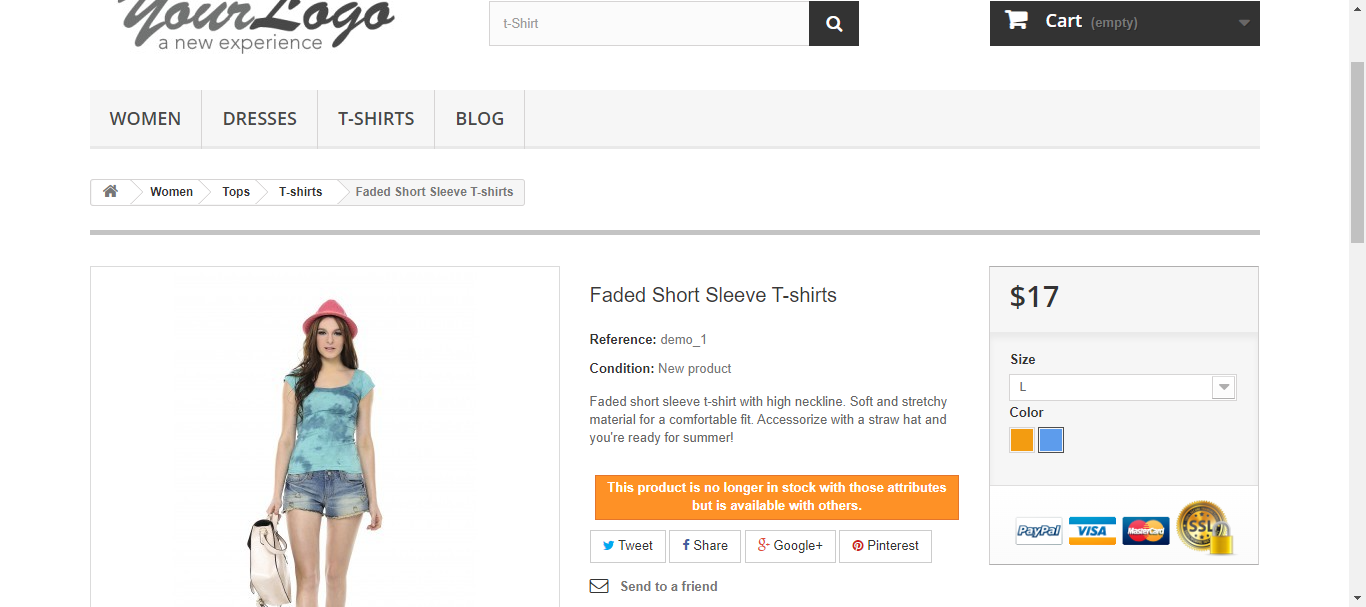 YourLogo
a new experience
t-Shirt
Cart (empty)
WOMEN DRESSES T-SHIRTS BLOG
Women Tops T-shirts Faded Short Sleeve T-shirts
Faded Short Sleeve T-shirts
Reference: demo_1
Condition: New product
Faded short sleeve t-shirt with high neckline. Soft and stretchy
material for a comfortable fit. Accessorize with a straw hat and
you're ready for summer!
This product is no longer in stock with those attributes
but is available with others.
Tweet Share Google+ Pinterest
Send to a friend
$17
Size
L
Color
PayPal VISA MasterCard SSL